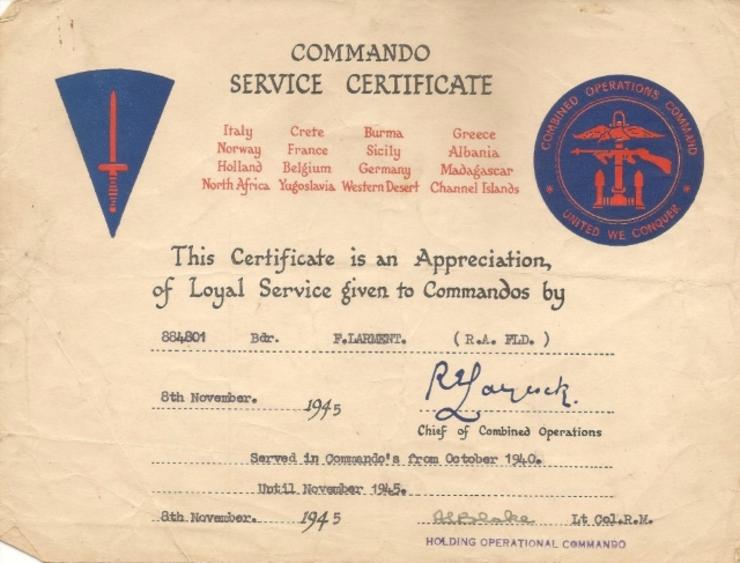 COMMANDO
SERVICE CERTIFICATE
Italy Crete Burma Greece
Norway France Sicily Albania
Holland Belgium Germany Madagascar
North Africa Yugoslavia Western Desert Channel Islands
COMBINED OPERATIONS COMMAND
UNITED WE CONQUER
This Certificate is an Appreciation,
of Loyal Service given to Commandos by
884801 Bdr. F.LARMENT. (R.A. FLD.)
8th November. 1945
R E Laycock.
Chief of Combined Operations
Served in Commando's from October 1940.
Until November 1945.
8th November. 1945 Blake Lt Col.R.M.
HOLDING OPERATIONAL COMMANDO